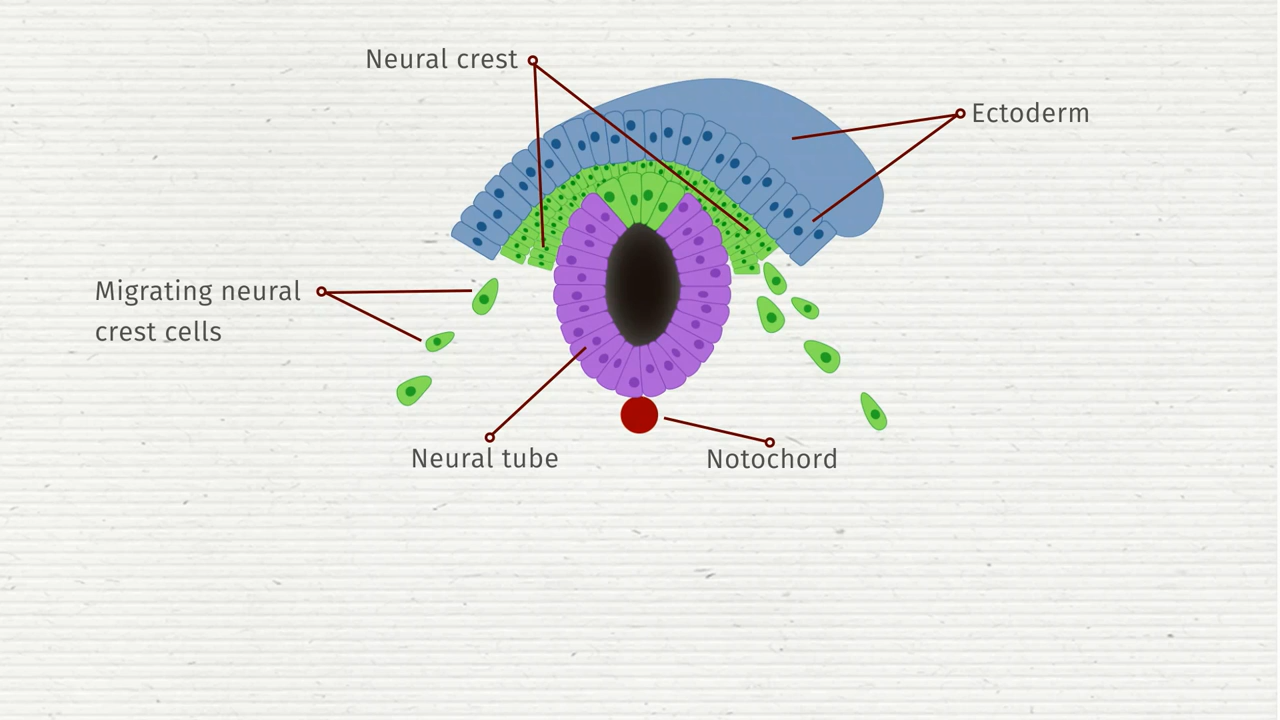 Neural crest
Ectoderm
Migrating neural
crest cells
Neural tube
Notochord